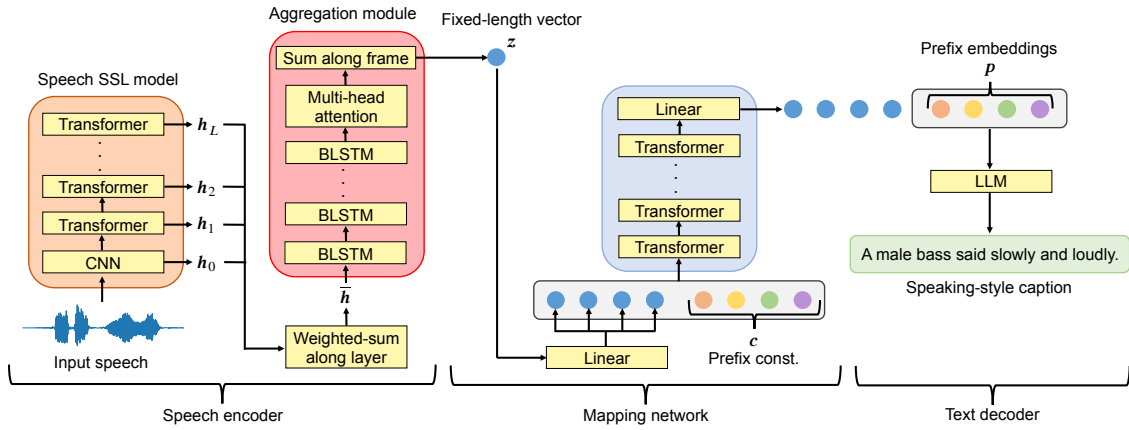 Speech SSL model
Transformer
h_L
Transformer
h_2
Transformer
h_1
CNN
h_0
Input speech
Aggregation module
Sum along frame
Multi-head
attention
BLSTM
BLSTM
BLSTM
h̅
Weighted-sum
along layer
Speech encoder
Fixed-length vector
z
Linear
Transformer
Transformer
Transformer
c
Linear
Prefix const.
Mapping network
Prefix embeddings
p
LLM
A male bass said slowly and loudly.
Speaking-style caption
Text decoder